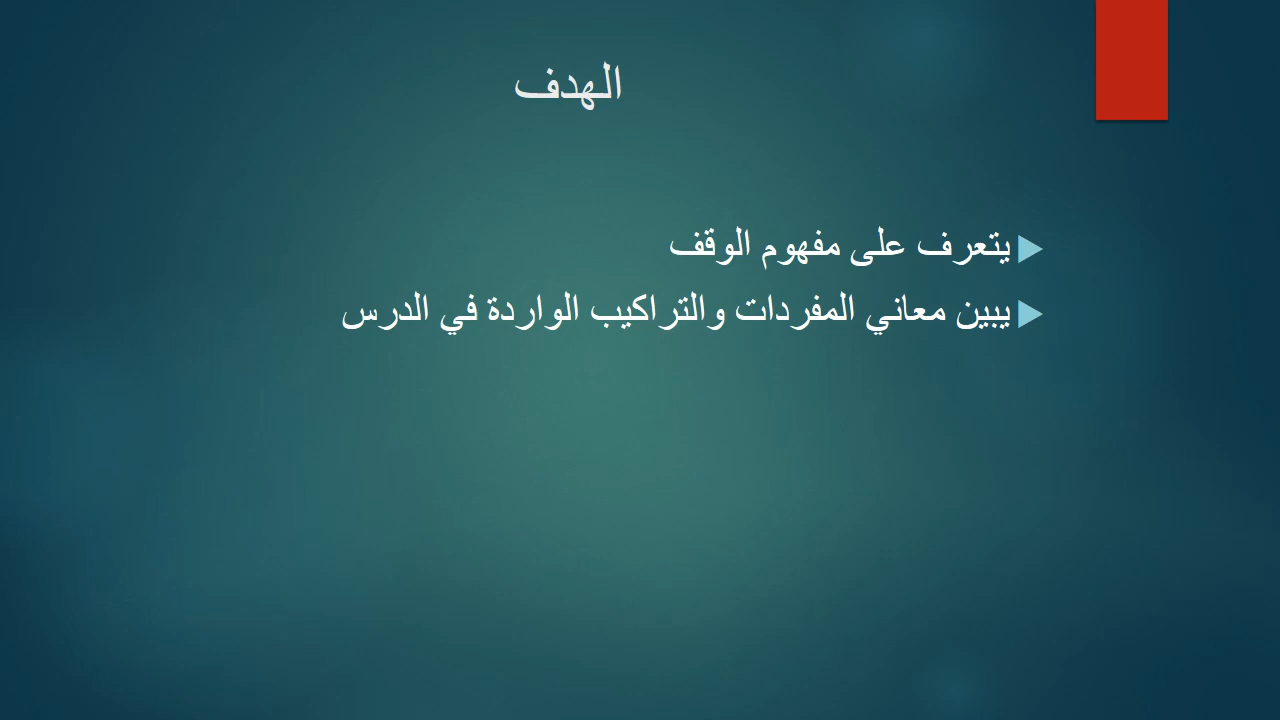 الهدف
يتعرف على مفهوم الوقف
يبين معاني المفردات والتراكيب الواردة في الدرس